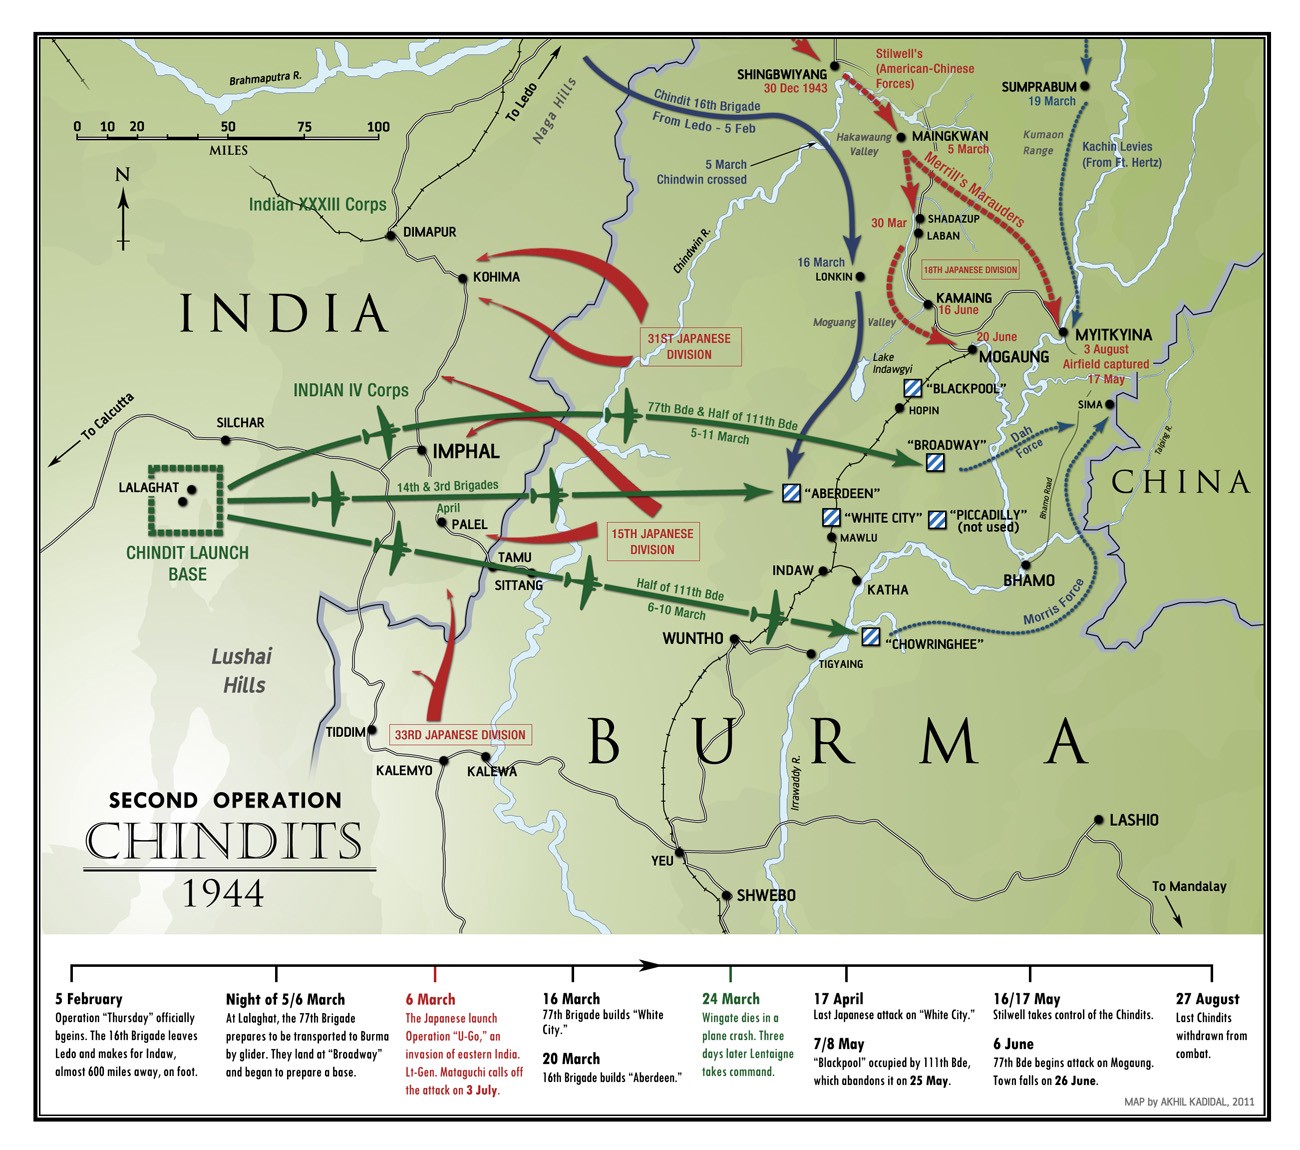 Brahmaputra R.
0 10 20 50 75 100
MILES
N
To Ledo
Naga Hills
Chindit 16th Brigade
From Ledo - 5 Feb
5 March
Chindwin crossed
Chindwin R.
SHINGBWIYANG
30 Dec 1943
Stilwell's
(American-Chinese
Forces)
Hakawaung
Valley
MAINGKWAN
5 March
Merrill's Marauders
SUMPRABUM
19 March
Kumaon
Range
Kachin Levies
(From Ft. Hertz)
Indian XXXIII Corps
DIMAPUR
KOHIMA
INDIA
30 Mar
SHADAZUP
LABAN
16 March
LONKIN
18TH JAPANESE DIVISION
KAMAING
16 June
Moguang Valley
20 June
MOGAUNG
MYITKYINA
3 August
Airfield captured
17 May
31ST JAPANESE
DIVISION
Lake
Indawgyi
"BLACKPOOL"
HOPIN
SIMA
Taiping R.
INDIAN IV Corps
To Calcutta
SILCHAR
IMPHAL
77th Bde & Half of 111th Bde
5-11 March
"BROADWAY"
Dah
Force
CHINA
LALAGHAT
CHINDIT LAUNCH
BASE
14th & 3rd Brigades
April
PALEL
"ABERDEEN"
"WHITE CITY"
"PICCADILLY"
(not used)
MAWLU
Bhamo Road
15TH JAPANESE
DIVISION
TAMU
SITTANG
Half of 111th Bde
6-10 March
INDAW
KATHA
BHAMO
Morris Force
WUNTHO
"CHOWRINGHEE"
TIGYAING
Lushai
Hills
33RD JAPANESE DIVISION
TIDDIM
KALEMYO
KALEWA
BURMA
Irrawaddy R.
LASHIO
YEU
SHWEBO
To Mandalay
SECOND OPERATION
CHINDITS
1944
5 February
Operation "Thursday" officially
bgeins. The 16th Brigade leaves
Ledo and makes for Indaw,
almost 600 miles away, on foot.
Night of 5/6 March
At Lalaghat, the 77th Brigade
prepares to be transported to Burma
by glider. They land at "Broadway"
and began to prepare a base.
6 March
The Japanese launch
Operation "U-Go," an
invasion of eastern India.
Lt-Gen. Mataguchi calls off
the attack on 3 July.
16 March
77th Brigade builds "White
City."
20 March
16th Brigade builds "Aberdeen."
24 March
Wingate dies in a
plane crash. Three
days later Lentaigne
takes command.
17 April
Last Japanese attack on "White City."
7/8 May
"Blackpool" occupied by 111th Bde,
which abandons it on 25 May.
16/17 May
Stilwell takes control of the Chindits.
6 June
77th Bde begins attack on Mogaung.
Town falls on 26 June.
27 August
Last Chindits
withdrawn from
combat.
MAP by AKHIL KADIDAL, 2011